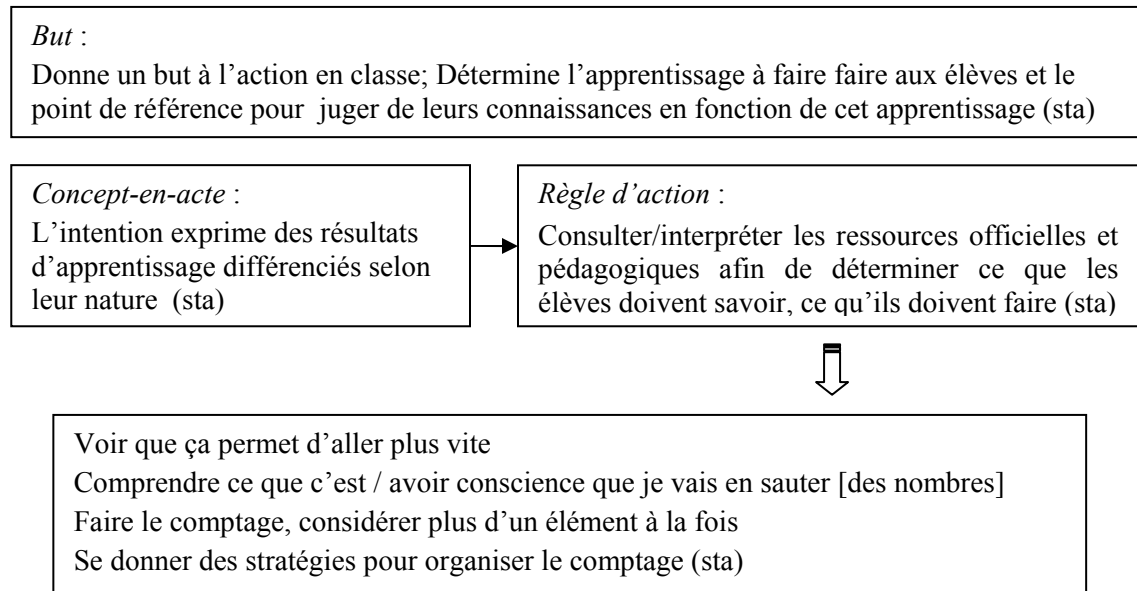 But :
Donne un but à l’action en classe; Détermine l’apprentissage à faire faire aux élèves et le
point de référence pour juger de leurs connaissances en fonction de cet apprentissage (sta)
Concept-en-acte :
L’intention exprime des résultats
d’apprentissage différenciés selon
leur nature (sta)
Règle d’action :
Consulter/interpréter les ressources officielles et
pédagogiques afin de déterminer ce que les
élèves doivent savoir, ce qu’ils doivent faire (sta)
Voir que ça permet d’aller plus vite
Comprendre ce que c’est / avoir conscience que je vais en sauter [des nombres]
Faire le comptage, considérer plus d’un élément à la fois
Se donner des stratégies pour organiser le comptage (sta)